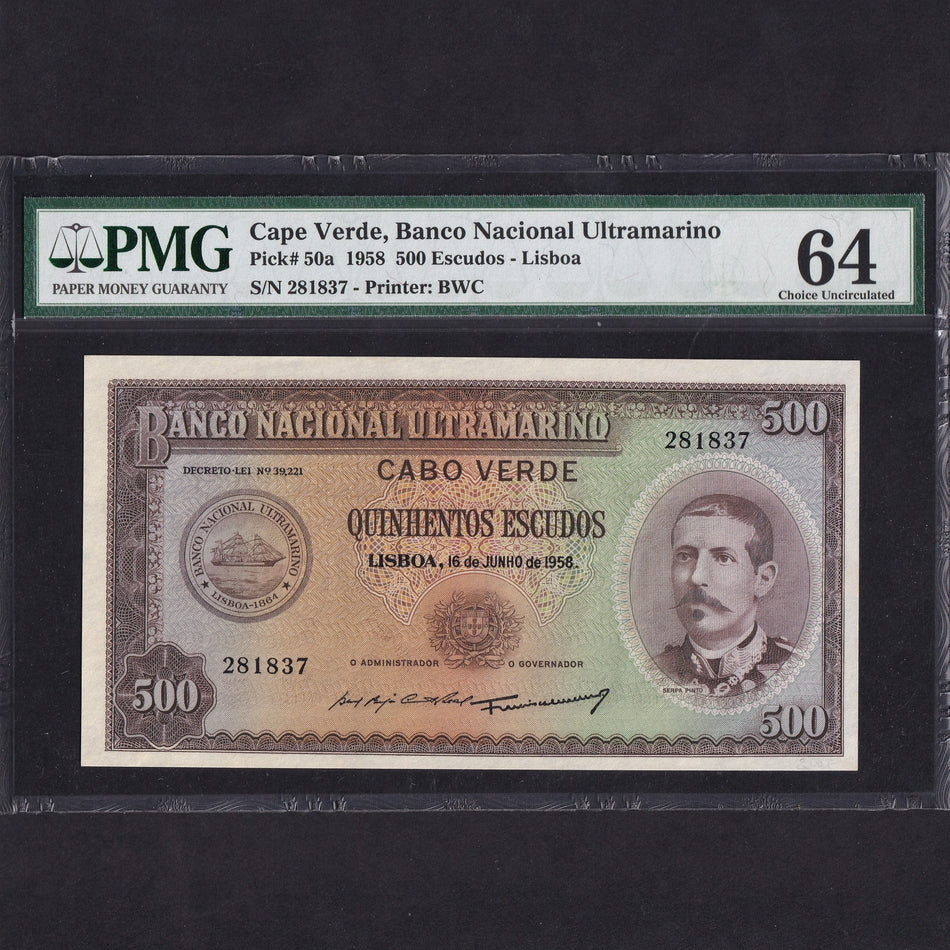 PMG
PAPER MONEY GUARANTY
Cape Verde, Banco Nacional Ultramarino
Pick# 50a 1958 500 Escudos - Lisboa
S/N 281837 - Printer: BWC
64
Choice Uncirculated
BANCO NACIONAL ULTRAMARINO
500
281837
CABO VERDE
DECRETO-LEI Nº 39,221
QUINHENTOS ESCUDOS
LISBOA, 16 de JUNHO de 1958.
BANCO NACIONAL ULTRAMARINO
LISBOA-1864
281837
O ADMINISTRADOR
O GOVERNADOR
SERPA PINTO
500
500